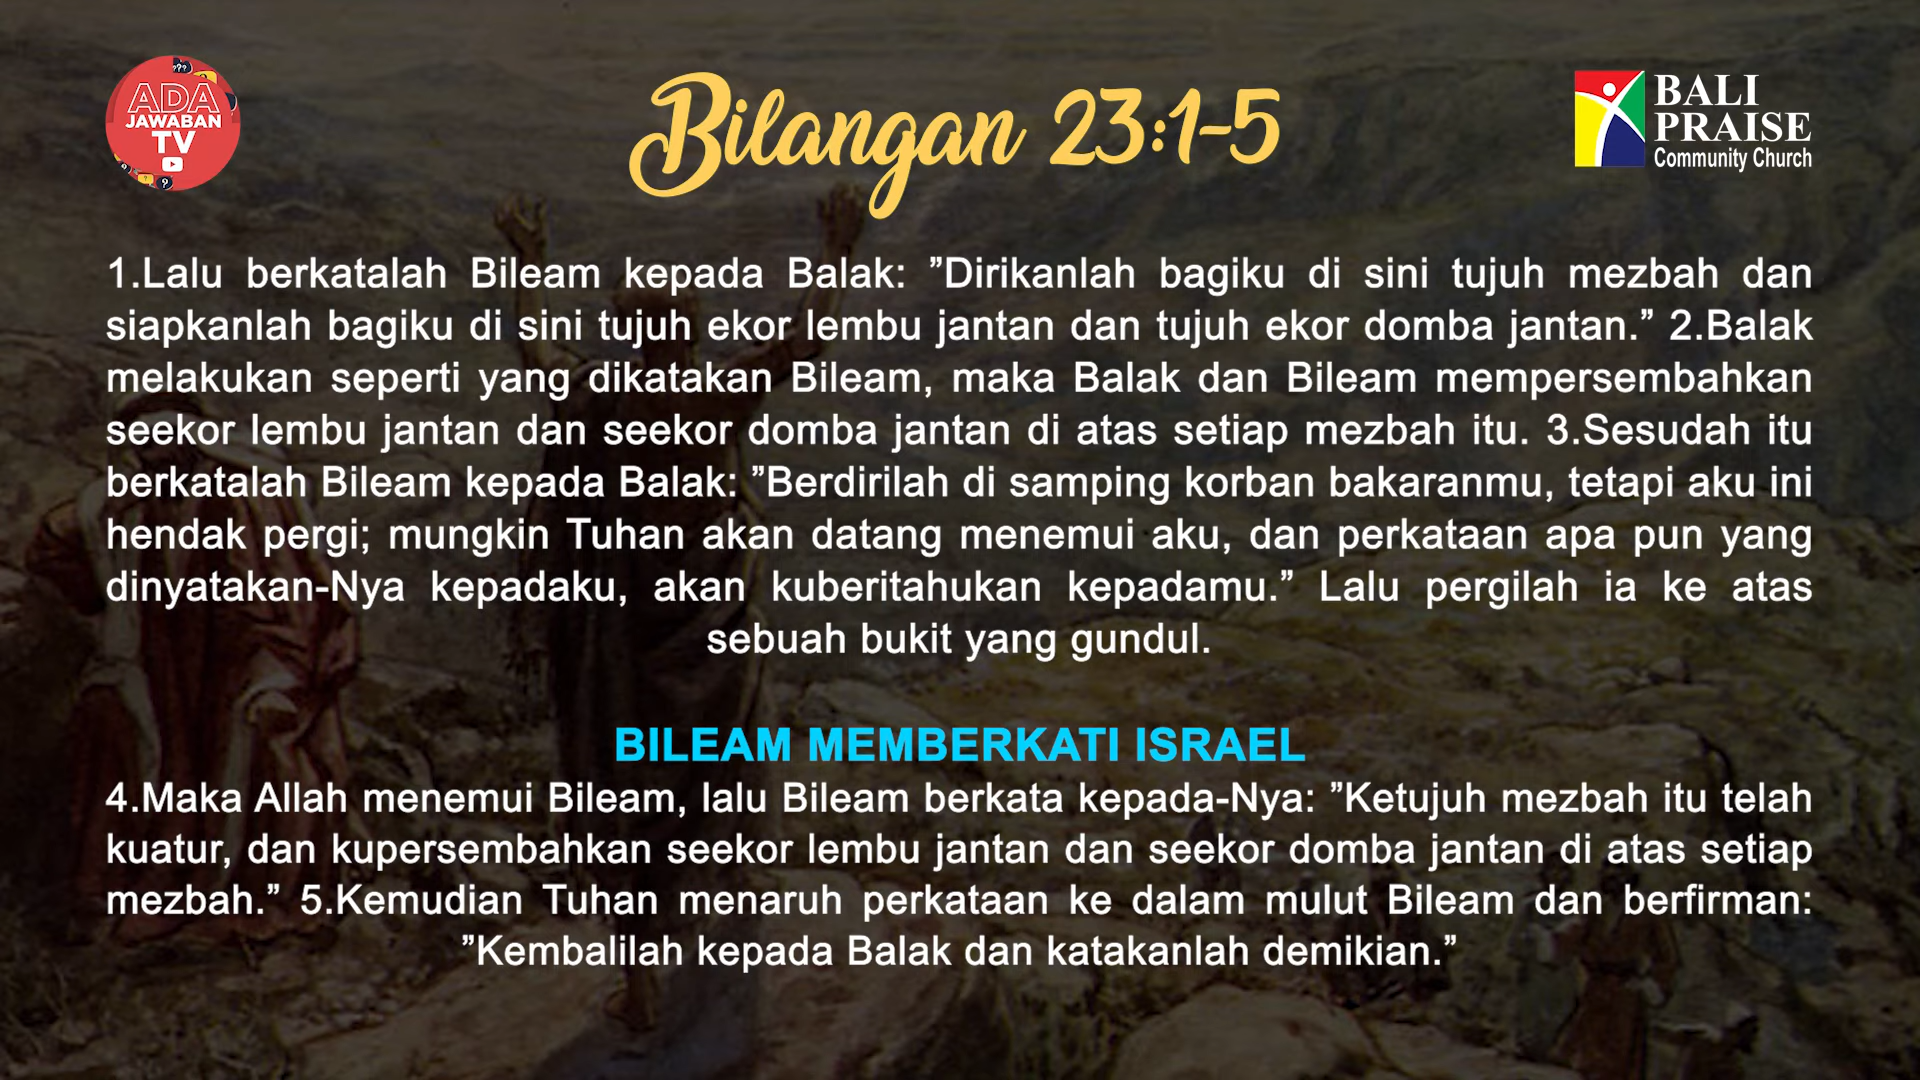 ADA
JAWABAN
TV
Bilangan 23:1-5
BALI
PRAISE
Community Church
1.Lalu berkatalah Bileam kepada Balak: ”Dirikanlah bagiku di sini tujuh mezbah dan
siapkanlah bagiku di sini tujuh ekor lembu jantan dan tujuh ekor domba jantan.” 2.Balak
melakukan seperti yang dikatakan Bileam, maka Balak dan Bileam mempersembahkan
seekor lembu jantan dan seekor domba jantan di atas setiap mezbah itu. 3.Sesudah itu
berkatalah Bileam kepada Balak: ”Berdirilah di samping korban bakaranmu, tetapi aku ini
hendak pergi; mungkin Tuhan akan datang menemui aku, dan perkataan apa pun yang
dinyatakan-Nya kepadaku, akan kuberitahukan kepadamu.” Lalu pergilah ia ke atas
sebuah bukit yang gundul.
BILEAM MEMBERKATI ISRAEL
4.Maka Allah menemui Bileam, lalu Bileam berkata kepada-Nya: ”Ketujuh mezbah itu telah
kuatur, dan kupersembahkan seekor lembu jantan dan seekor domba jantan di atas setiap
mezbah.” 5.Kemudian Tuhan menaruh perkataan ke dalam mulut Bileam dan berfirman:
”Kembalilah kepada Balak dan katakanlah demikian.”